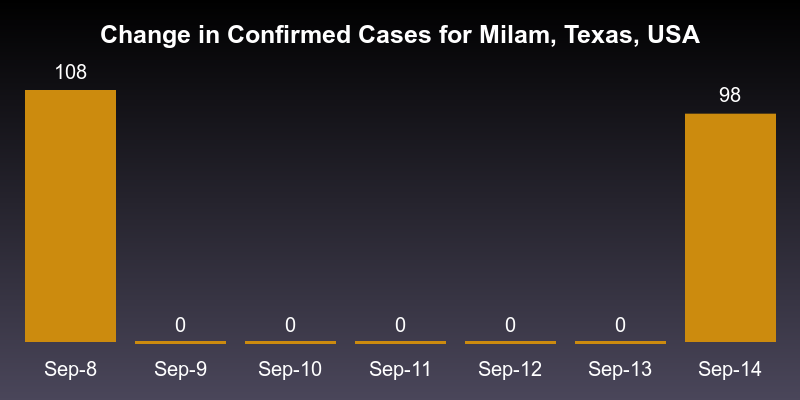 Change in Confirmed Cases for Milam, Texas, USA
108
98
0
0
0
0
0
Sep-8
Sep-9
Sep-10
Sep-11
Sep-12
Sep-13
Sep-14